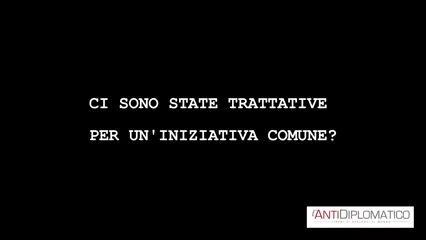 CI SONO STATE TRATTATIVE
PER UN'INIZIATIVA COMUNE?
L'ANTIDIPLOMATICO